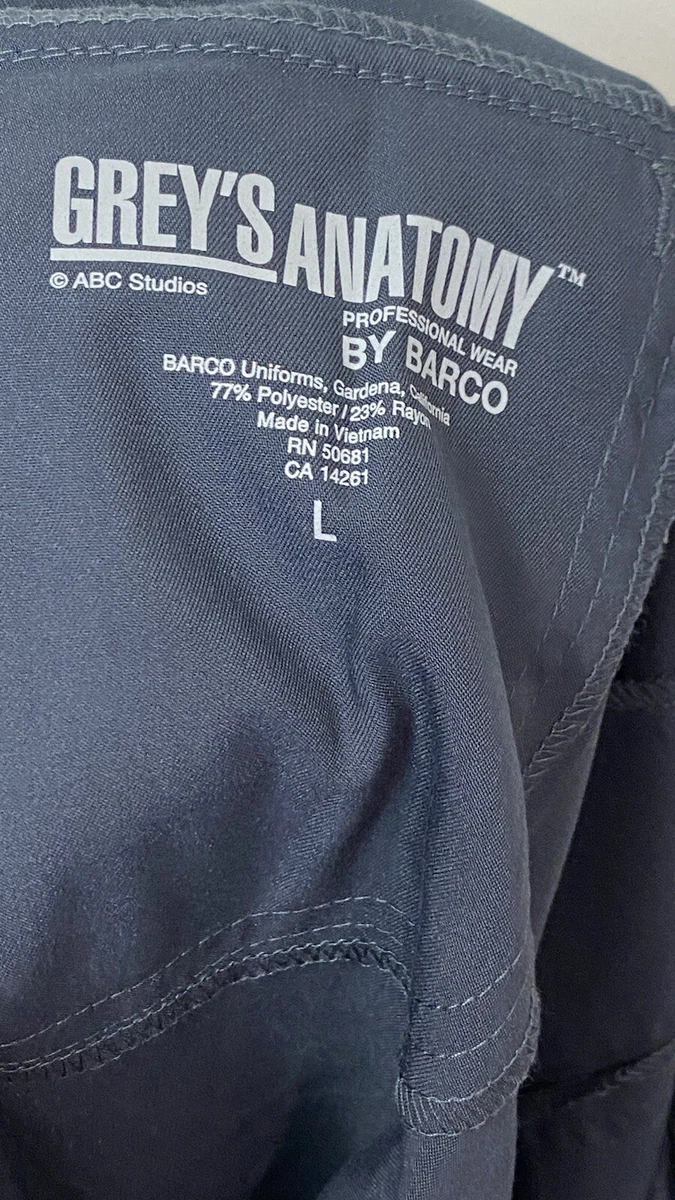 GREY'S ANATOMY™
© ABC Studios
PROFESSIONAL WEAR
BY BARCO
BARCO Uniforms, Gardena, California
77% Polyester / 23% Rayon
Made in Vietnam
RN 50681
CA 14261
L